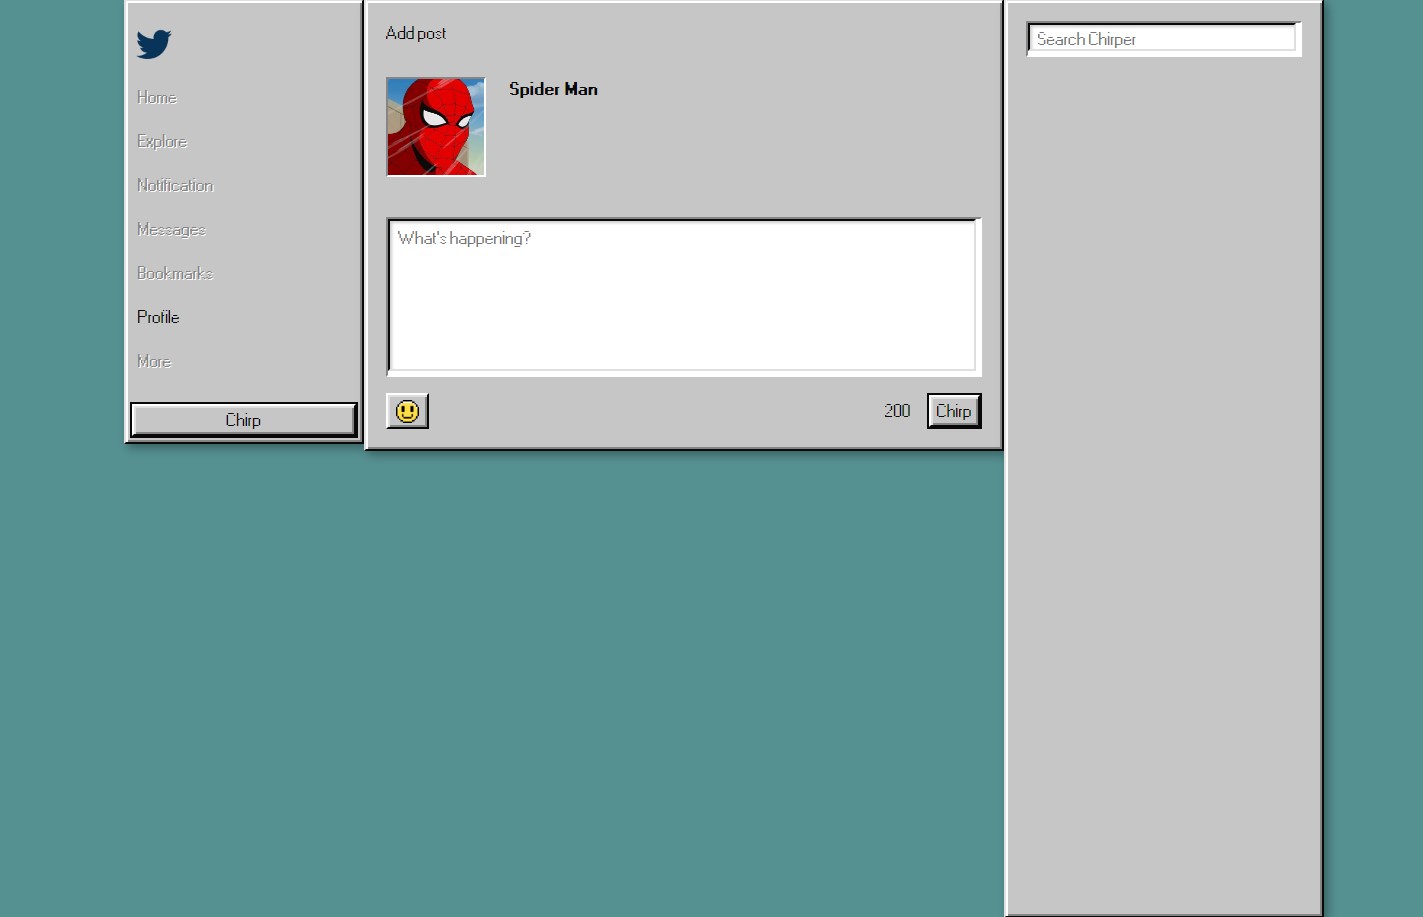 Home
Explore
Notification
Messages
Bookmarks
Profile
More
Chirp
Add post
Spider Man
What's happening?
200
Chirp
Search Chirper